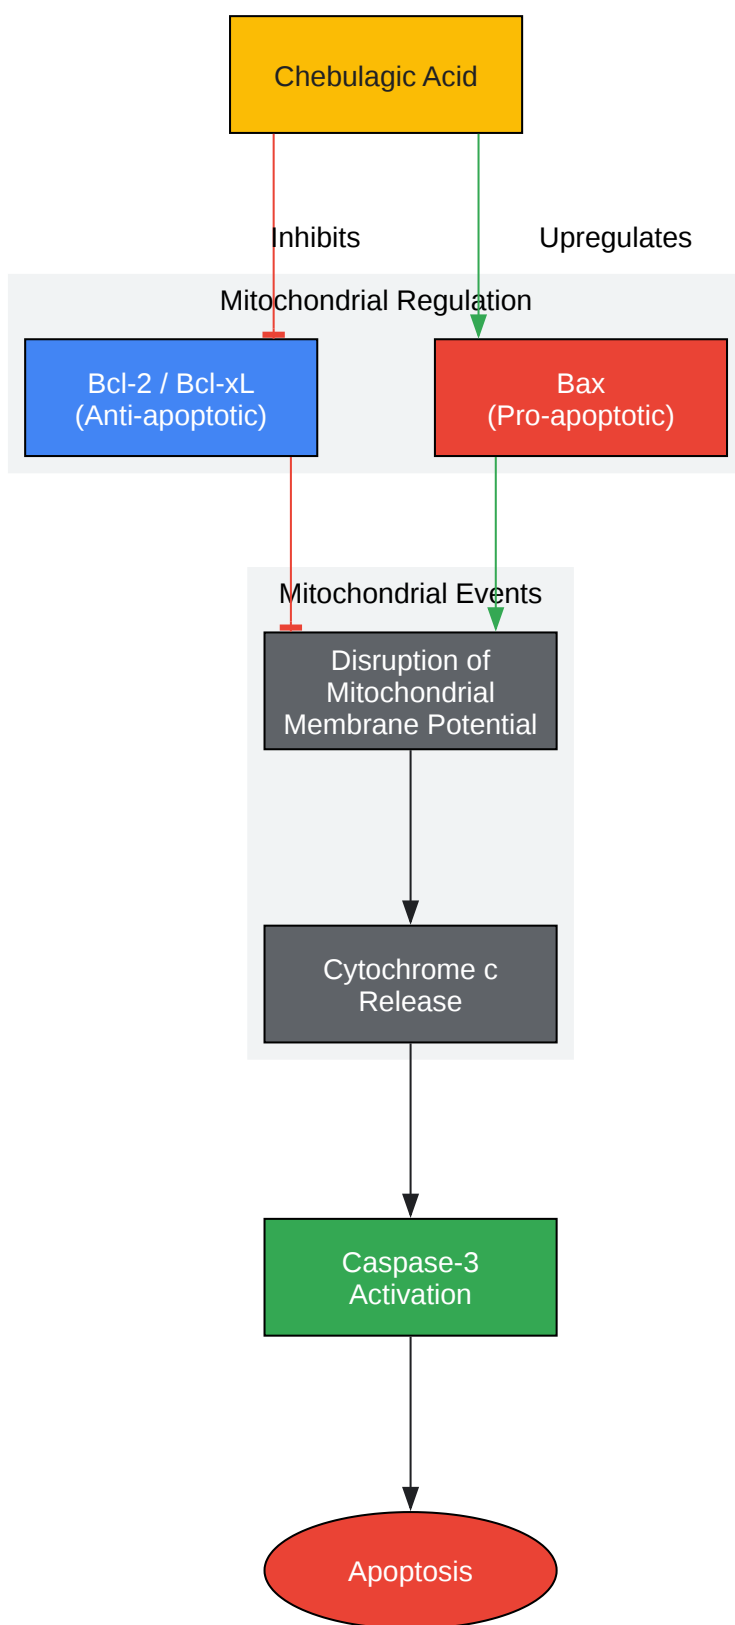 Chebulagic Acid
Inhibits
Upregulates
Mitochondrial Regulation
Bcl-2 / Bcl-xL
(Anti-apoptotic)
Bax
(Pro-apoptotic)
Mitochondrial Events
Disruption of
Mitochondrial
Membrane Potential
Cytochrome c
Release
Caspase-3
Activation
Apoptosis